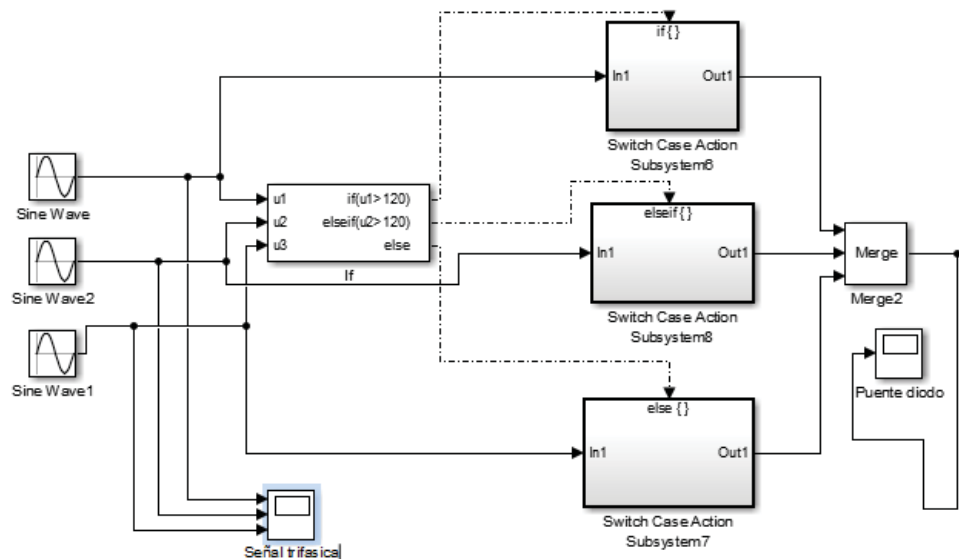 if { }
In1 Out1
Switch Case Action
Subsystem6
Sine Wave
u1 if(u1> 120)
u2 elseif(u2> 120)
u3 else
If
elseif { }
In1 Out1
Switch Case Action
Subsystem8
Sine Wave2
Merge
Merge2
Sine Wave1
Puente diodo
else { }
In1 Out1
Switch Case Action
Subsystem7
Señal trifasica